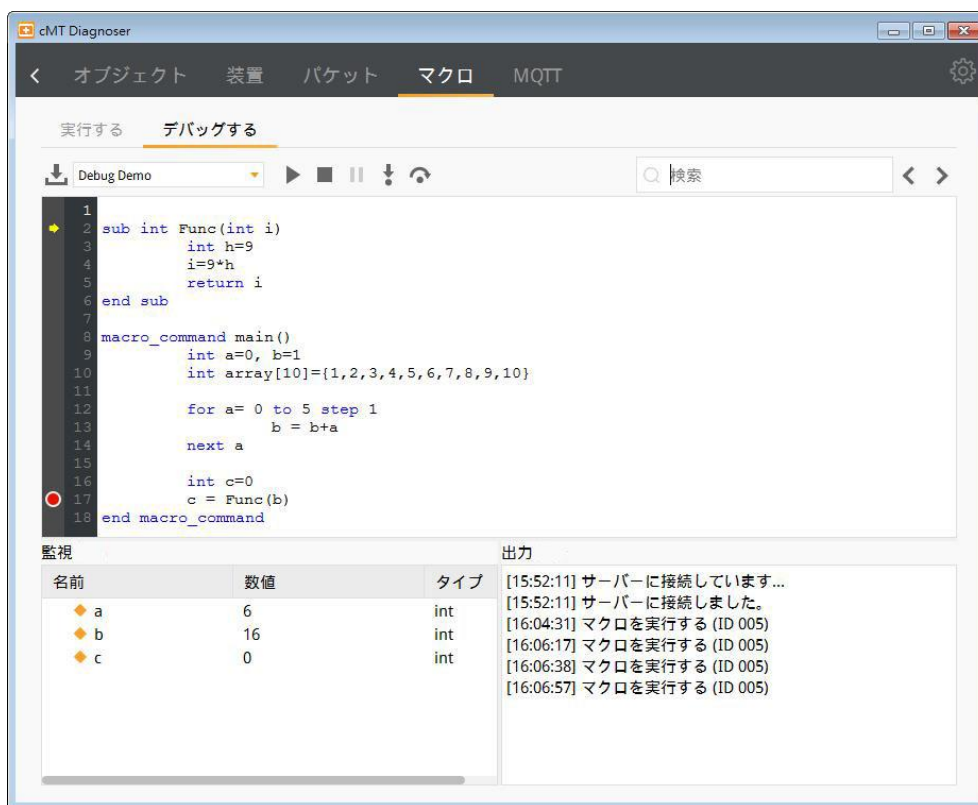 cMT Diagnoser
オブジェクト 装置 パケット マクロ MQTT
実行する デバッグする
Debug Demo 検索
1
2 sub int Func(int i)
3 int h=9
4 i=9*h
5 return i
6 end sub
7
8 macro_command main()
9 int a=0, b=1
10 int array[10]={1,2,3,4,5,6,7,8,9,10}
11
12 for a= 0 to 5 step 1
13 b = b+a
14 next a
15
16 int c=0
17 c = Func(b)
18 end macro_command
監視
名前 数値 タイプ
a 6 int
b 16 int
c 0 int
出力
[15:52:11] サーバーに接続しています...
[15:52:11] サーバーに接続しました。
[16:04:31] マクロを実行する (ID 005)
[16:06:17] マクロを実行する (ID 005)
[16:06:38] マクロを実行する (ID 005)
[16:06:57] マクロを実行する (ID 005)